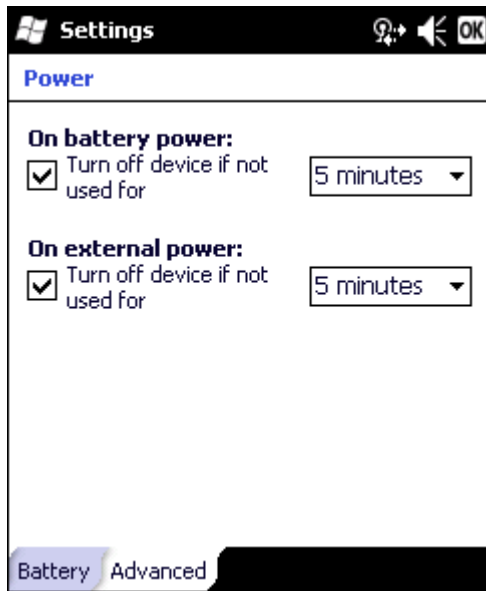 Settings
OK
Power
On battery power:
Turn off device if not
used for
5 minutes
On external power:
Turn off device if not
used for
5 minutes
Battery Advanced